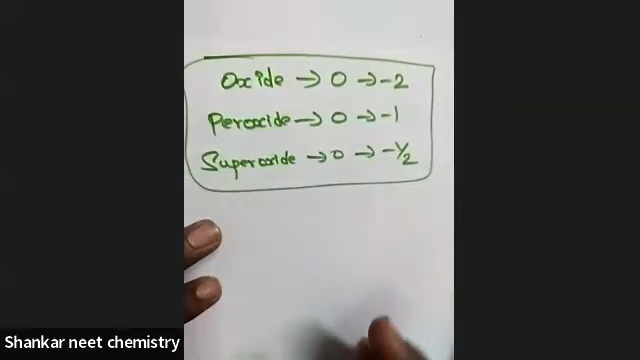 Oxide → O → -2
Peroxide → O → -1
Superoxide → O → -1/2
Shankar neet chemistry